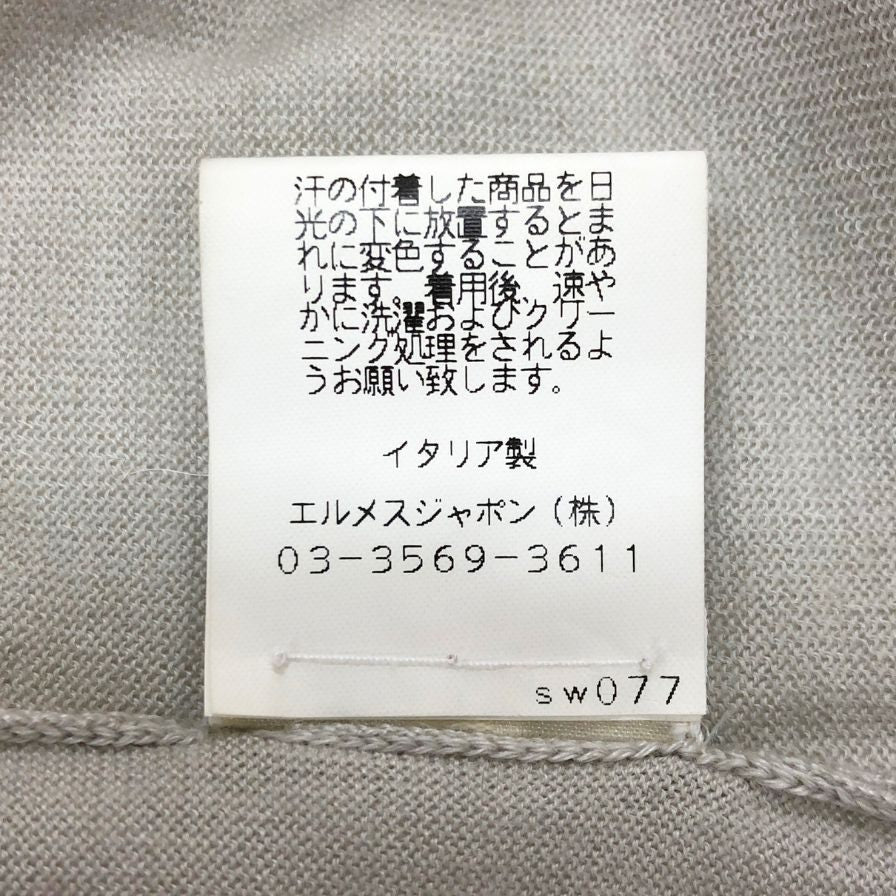 汗の付着した商品を日
光の下に放置するとま
れに変色することがあ
ります。着用後、速や
かに洗濯およびクリー
ニング処理をされるよ
うお願い致します。
イタリア製
エルメスジャポン(株)
03-3569-3611
sw077